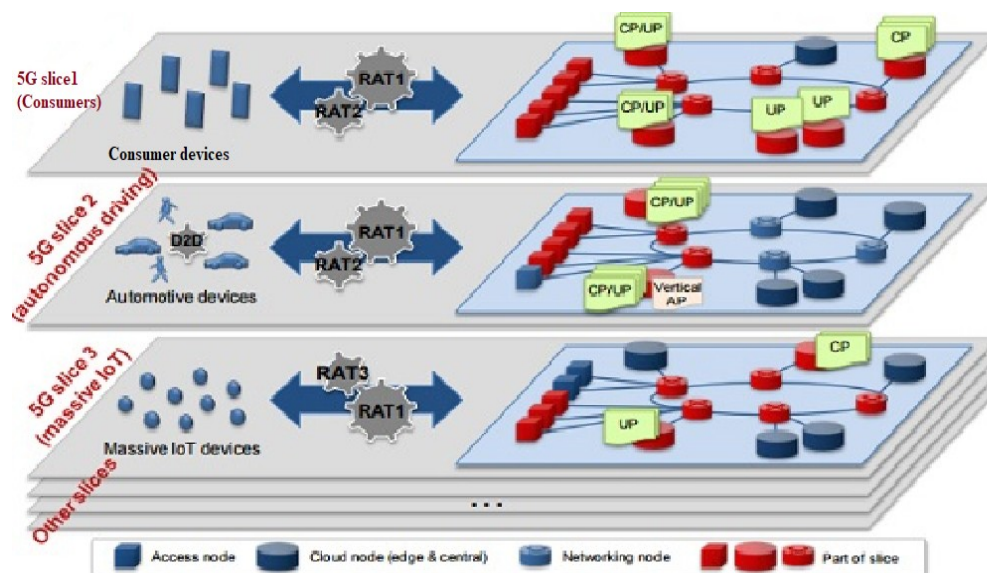 5G slice1
(Consumers)
Consumer devices
RAT1
RAT2
CP/UP
CP/UP
UP
UP
CP
5G slice 2
(autonomous driving)
D2D
Automotive devices
RAT1
RAT2
CP/UP
CP/UP
Vertical
AP
5G slice 3
(massive IoT)
Massive IoT devices
RAT3
RAT1
UP
CP
Other slices
...
Access node
Cloud node (edge & central)
Networking node
Part of slice